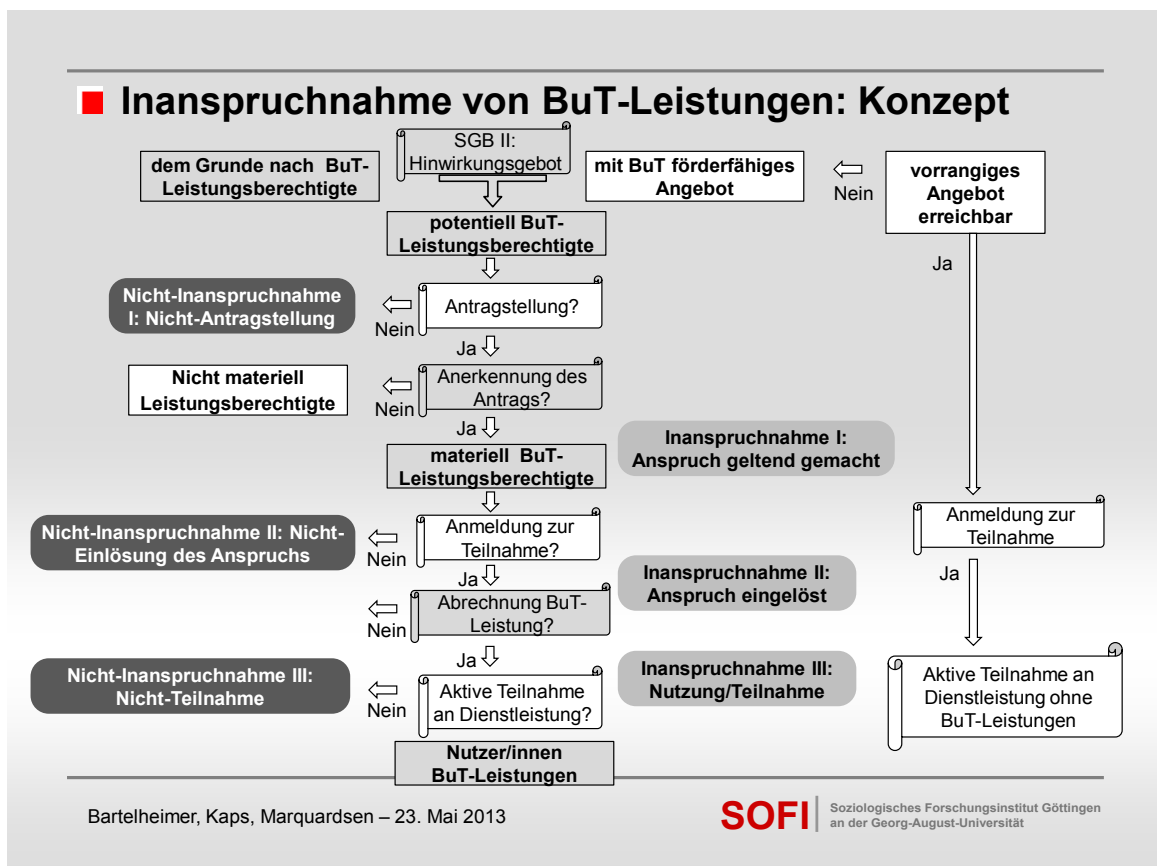 Inanspruchnahme von BuT-Leistungen: Konzept
SGB II:
Hinwirkungsgebot
dem Grunde nach BuT-
Leistungsberechtigte
mit BuT förderfähiges
Angebot
Nein
vorrangiges
Angebot
erreichbar
potentiell BuT-
Leistungsberechtigte
Ja
Nicht-Inanspruchnahme
I: Nicht-Antragstellung
Nein
Antragstellung?
Ja
Nicht materiell
Leistungsberechtigte
Nein
Anerkennung des
Antrags?
Ja
Inanspruchnahme I:
Anspruch geltend gemacht
materiell BuT-
Leistungsberechtigte
Nicht-Inanspruchnahme II: Nicht-
Einlösung des Anspruchs
Nein
Anmeldung zur
Teilnahme?
Anmeldung zur
Teilnahme
Ja
Inanspruchnahme II:
Anspruch eingelöst
Ja
Nein
Abrechnung BuT-
Leistung?
Ja
Nicht-Inanspruchnahme III:
Nicht-Teilnahme
Nein
Aktive Teilnahme
an Dienstleistung?
Inanspruchnahme III:
Nutzung/Teilnahme
Aktive Teilnahme an
Dienstleistung ohne
BuT-Leistungen
Nutzer/innen
BuT-Leistungen
Bartelheimer, Kaps, Marquardsen – 23. Mai 2013
SOFI
Soziologisches Forschungsinstitut Göttingen
an der Georg-August-Universität